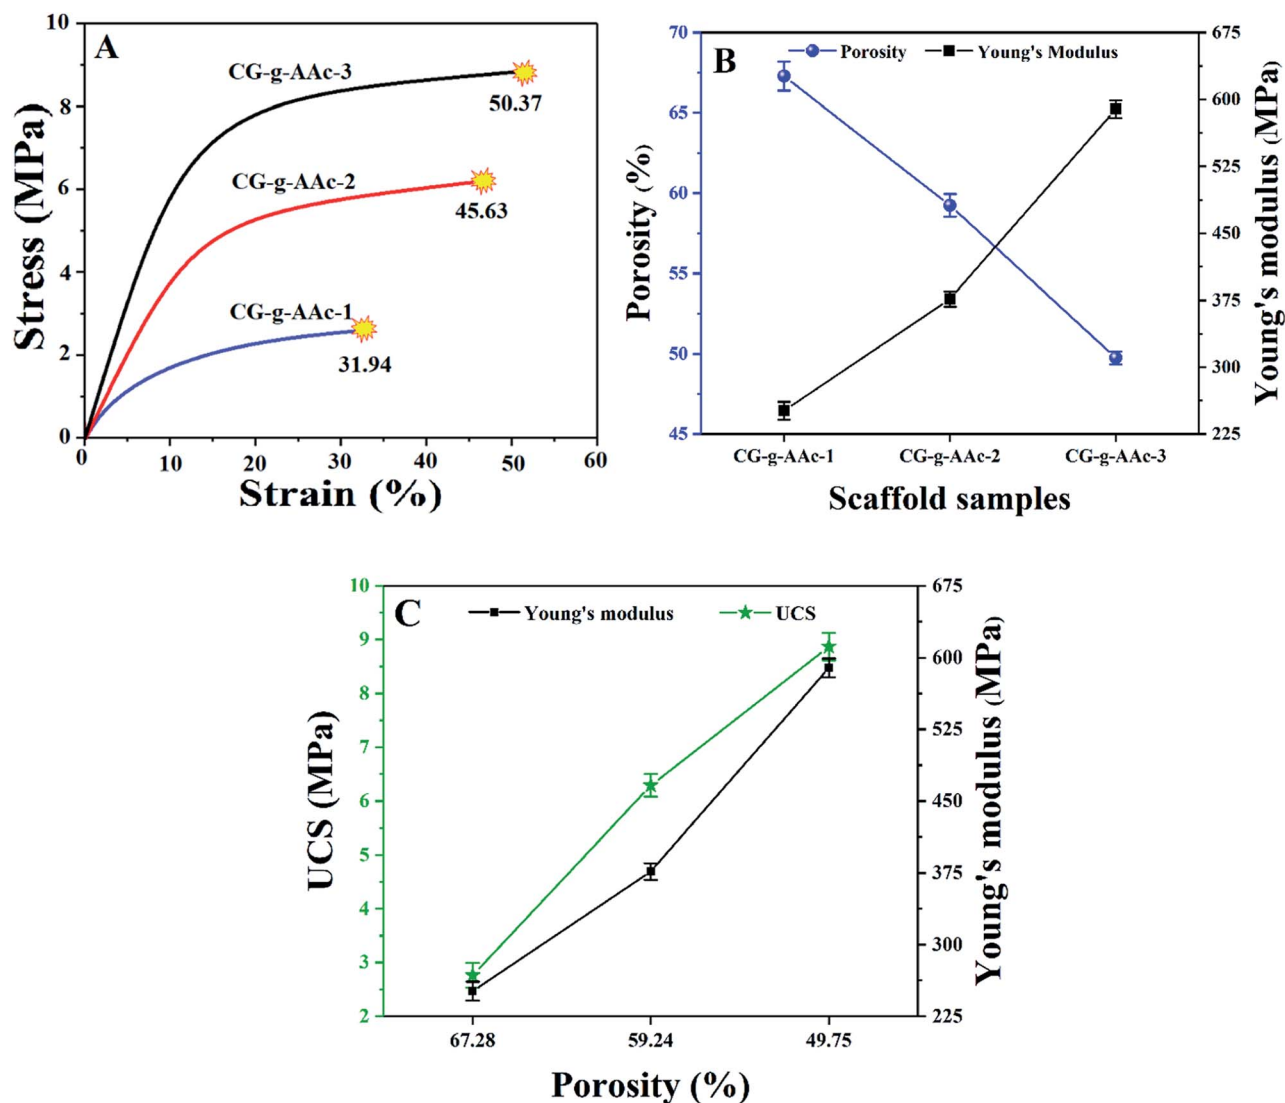 A
10
8
6
4
2
0
Stress (MPa)
CG-g-AAc-3
50.37
CG-g-AAc-2
45.63
CG-g-AAc-1
31.94
0 10 20 30 40 50 60
Strain (%)
B
Porosity Young's Modulus
70
65
60
55
50
45
Porosity (%)
675
600
525
450
375
300
225
Young's modulus (MPa)
CG-g-AAc-1 CG-g-AAc-2 CG-g-AAc-3
Scaffold samples
C
Young's modulus UCS
10
9
8
7
6
5
4
3
2
UCS (MPa)
675
600
525
450
375
300
225
Young's modulus (MPa)
67.28 59.24 49.75
Porosity (%)